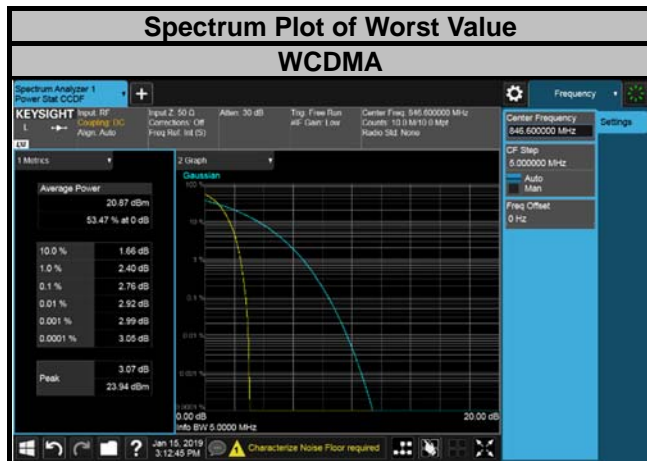 Spectrum Plot of Worst Value
WCDMA
Spectrum Analyzer 1
Power Stat CCDF
Frequency
KEYSIGHT
L
Input: RF
Coupling: DC
Align: Auto
Input Z: 50 Ω
Corrections: Off
Freq Ref: Int (S)
Atten: 30 dB
Trig: Free Run
#IF Gain: Low
Center Freq: 846.600000 MHz
Counts: 10.0 M/10.0 Mpt
Radio Std: None
Center Frequency
846.600000 MHz
Settings
CF Step
5.000000 MHz
Auto
Man
Freq Offset
0 Hz
1 Metrics
Average Power
20.87 dBm
53.47 % at 0 dB
10.0 % 1.66 dB
1.0 % 2.40 dB
0.1 % 2.76 dB
0.01 % 2.92 dB
0.001 % 2.99 dB
0.0001 % 3.05 dB
Peak
3.07 dB
23.94 dBm
2 Graph
Gaussian
100 %
10 %
1 %
0.1 %
0.01 %
0.001 %
0.0001 %
0.00 dB
20.00 dB
Info BW 5.0000 MHz
Jan 15, 2019
3:12:45 PM
Characterize Noise Floor required